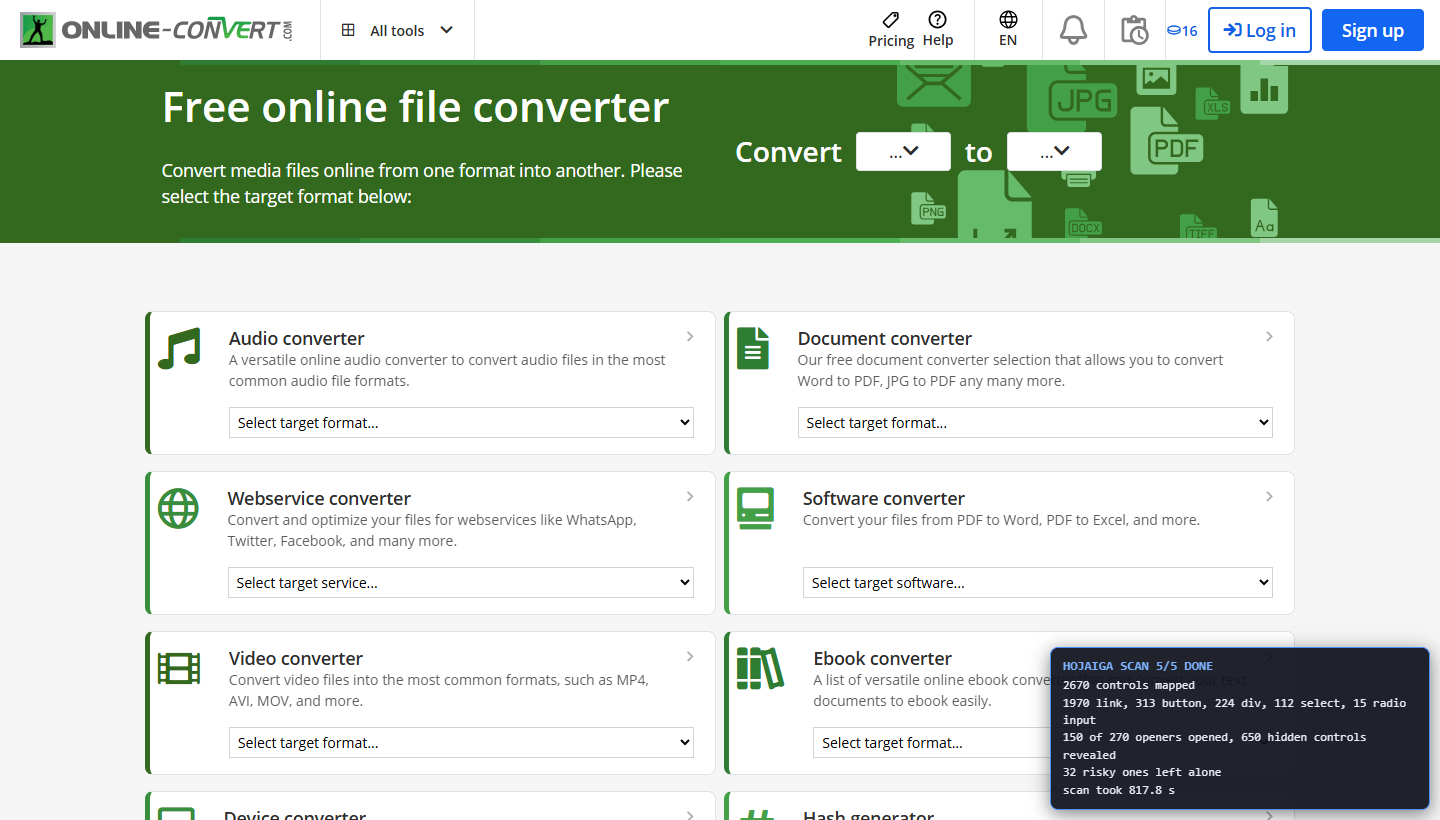 ONLINE-CONVERT.COM
All tools
Pricing
Help
EN
16
Log in
Sign up
Free online file converter
Convert media files online from one format into another. Please
select the target format below:
Convert ... to ...
JPG
XLS
PDF
PNG
DOCX
TIFF
Aa
Audio converter
A versatile online audio converter to convert audio files in the most
common audio file formats.
Select target format...
Document converter
Our free document converter selection that allows you to convert
Word to PDF, JPG to PDF any many more.
Select target format...
Webservice converter
Convert and optimize your files for webservices like WhatsApp,
Twitter, Facebook, and many more.
Select target service...
Software converter
Convert your files from PDF to Word, PDF to Excel, and more.
Select target software...
Video converter
Convert video files into the most common formats, such as MP4,
AVI, MOV, and more.
Select target format...
Ebook converter
A list of versatile online ebook converter that can convert your text
documents to ebook easily.
Select target format...
Device converter
Hash generator
HOJAIGA SCAN 5/5 DONE
2670 controls mapped
1970 link, 313 button, 224 div, 112 select, 15 radio
input
150 of 270 openers opened, 650 hidden controls
revealed
32 risky ones left alone
scan took 817.8 s